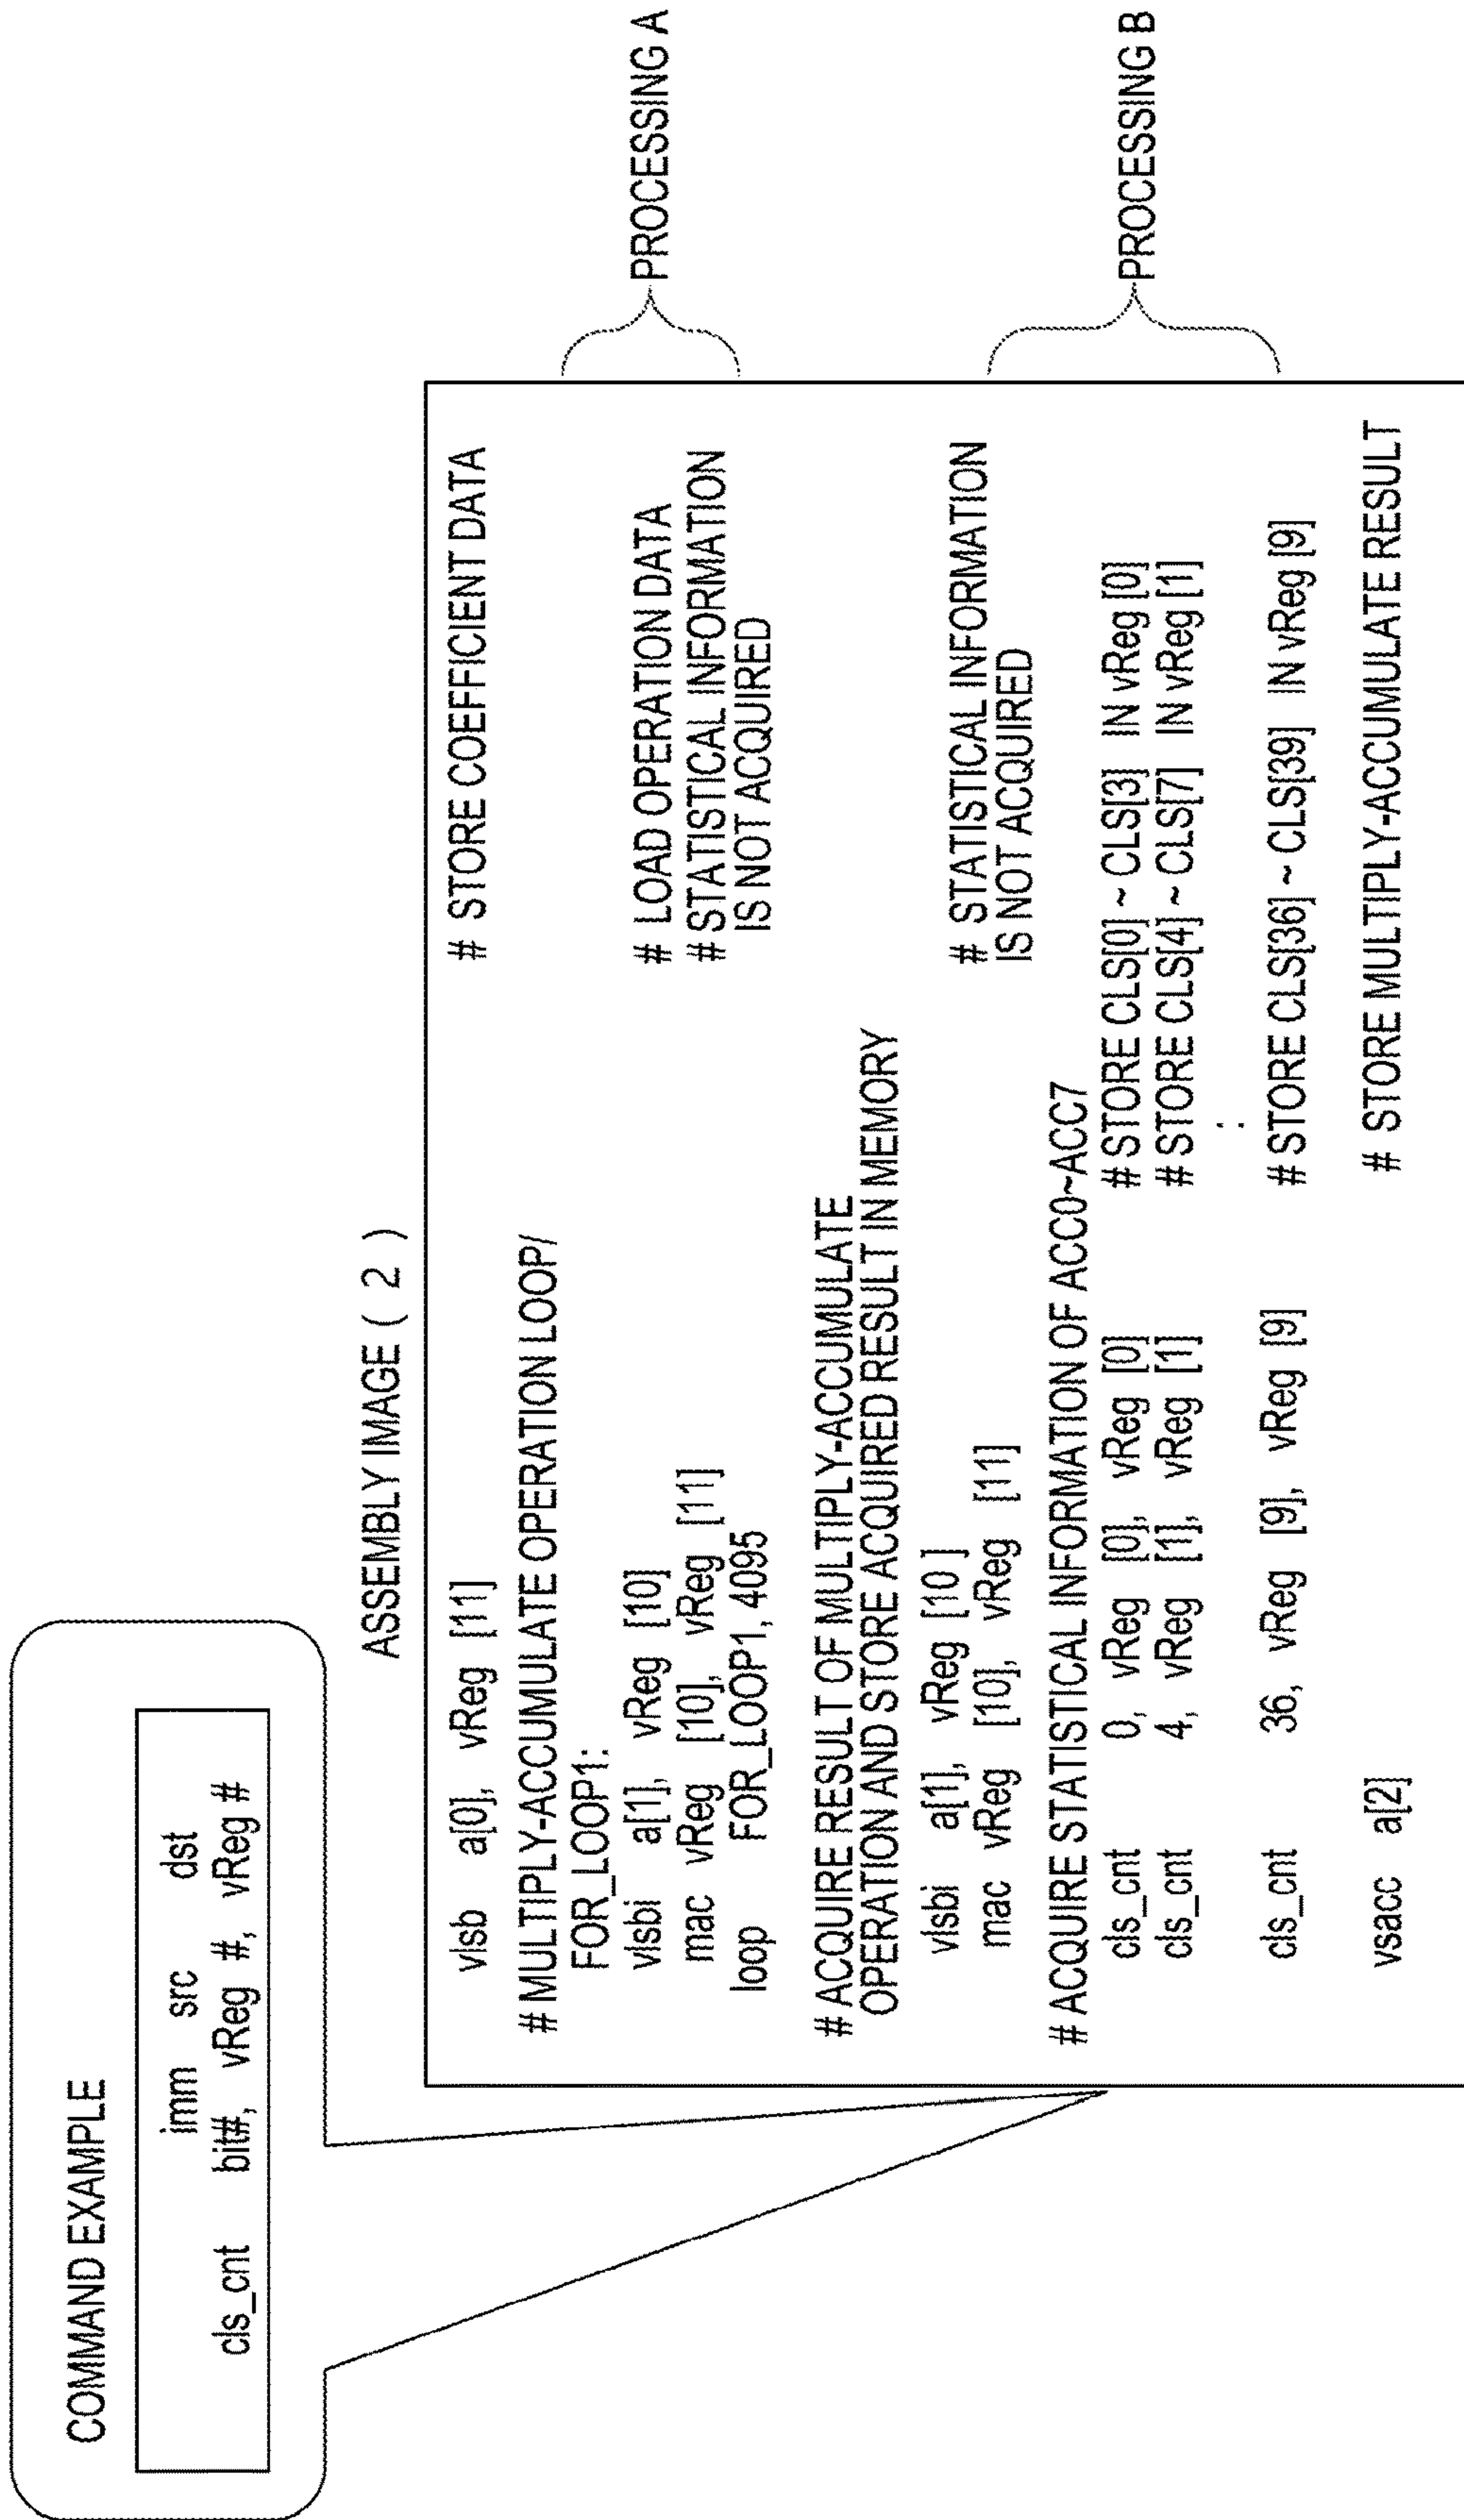 COMMAND EXAMPLE
imm src dst
cls_cnt bit#, vReg #, vReg #
ASSEMBLY IMAGE ( 2 )
vlsb a[0], vReg [11] # STORE COEFFICIENT DATA
# MULTIPLY-ACCUMULATE OPERATION LOOP/
FOR_LOOP1:
vlsbi a[1], vReg [10] # LOAD OPERATION DATA
mac vReg [10], vReg [11] # STATISTICAL INFORMATION
loop FOR_LOOP1, 4095 IS NOT ACQUIRED
PROCESSING A
# ACQUIRE RESULT OF MULTIPLY-ACCUMULATE
OPERATION AND STORE ACQUIRED RESULT IN MEMORY
vlsbi a[1], vReg [10 ] # STATISTICAL INFORMATION
mac vReg [10], vReg [11] IS NOT ACQUIRED
# ACQUIRE STATISTICAL INFORMATION OF ACC0~ACC7
cls_cnt 0, vReg [0], vReg [0] # STORE CLS[0] ~ CLS[3] IN vReg [0]
cls_cnt 4, vReg [1], vReg [1] # STORE CLS[4] ~ CLS[7] IN vReg [1]
:
cls_cnt 36, vReg [9], vReg [9] # STORE CLS[36] ~ CLS[39] IN vReg [9]
PROCESSING B
vsacc a[2] # STORE MULTIPLY-ACCUMULATE RESULT